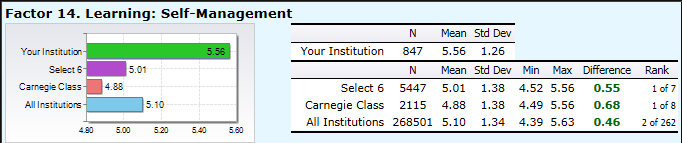 Factor 14. Learning: Self-Management
Your Institution 5.56
Select 6 5.01
Carnegie Class 4.88
All Institutions 5.10
4.80 5.00 5.20 5.40 5.60
N Mean Std Dev
Your Institution 847 5.56 1.26
N Mean Std Dev Min Max Difference Rank
Select 6 5447 5.01 1.38 4.52 5.56 0.55 1 of 7
Carnegie Class 2115 4.88 1.38 4.49 5.56 0.68 1 of 8
All Institutions 268501 5.10 1.34 4.39 5.63 0.46 2 of 262